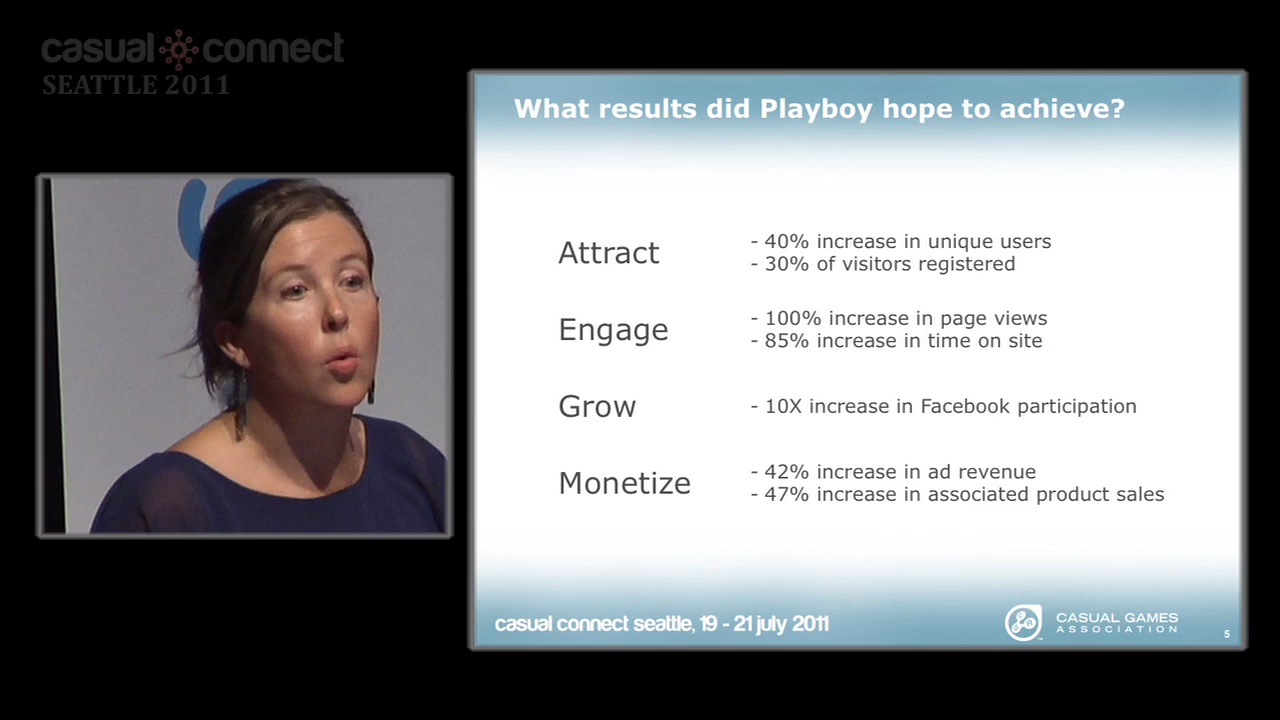 casual connect
SEATTLE 2011
What results did Playboy hope to achieve?
Attract
- 40% increase in unique users
- 30% of visitors registered
Engage
- 100% increase in page views
- 85% increase in time on site
Grow
- 10X increase in Facebook participation
Monetize
- 42% increase in ad revenue
- 47% increase in associated product sales
casual connect seattle, 19 - 21 july 2011
CASUAL GAMES
ASSOCIATION
5